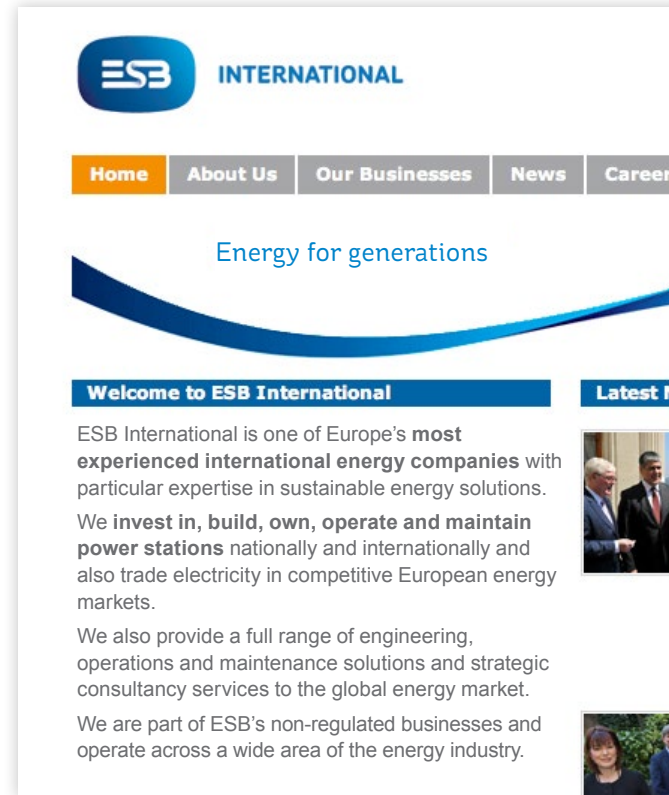 ESB INTERNATIONAL
Home About Us Our Businesses News Career
Energy for generations
Welcome to ESB International
Latest
ESB International is one of Europe's most
experienced international energy companies with
particular expertise in sustainable energy solutions.
We invest in, build, own, operate and maintain
power stations nationally and internationally and
also trade electricity in competitive European energy
markets.
We also provide a full range of engineering,
operations and maintenance solutions and strategic
consultancy services to the global energy market.
We are part of ESB's non-regulated businesses and
operate across a wide area of the energy industry.